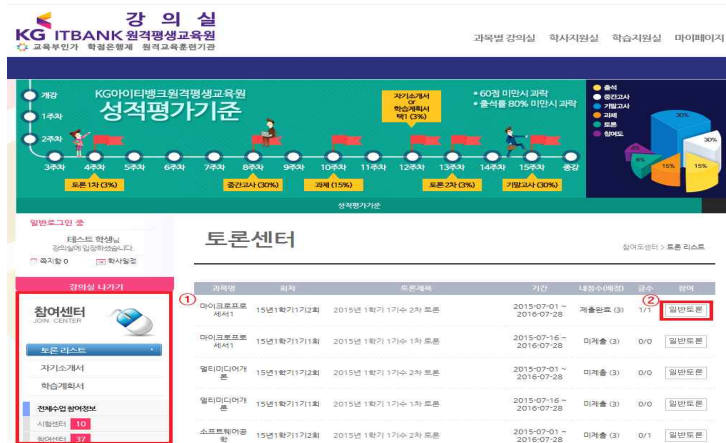 강 의 실
KG ITBANK 원격평생교육원
교육부인가 학점은행제 원격교육훈련기관
과목별 강의실 학사지원실 학습지원실 마이페이지
개강
1주차
2주차
KG아이티뱅크원격평생교육원
성적평가기준
자기소개서
or
학습계획서
택1 (3%)
• 60점 미만시 과락
• 출석률 80% 미만시 과락
출석
중간고사
기말고사
과제
토론
참여도
30%
30%
15%
15%
6%
3주차 4주차 5주차 6주차 7주차 8주차 9주차 10주차 11주차 12주차 13주차 14주차 15주차 종강
토론 1차 (3%) 중간고사 (30%) 과제 (15%) 토론 2차 (3%) 기말고사 (30%)
성적평가기준
일반로그인 중
테스트 학생님
강의실에 입장하셨습니다.
쪽지함 0 학사일정
강의실 나가기
참여센터
JOIN CENTER
토론 리스트
자기소개서
학습계획서
전체수업 참여정보
시험센터 10
참여센터 37
토론센터
참여도센터 > 토론 리스트
과목명 회차 토론제목 기간 내점수(배점) 글수 참여
① ②
마이크로프로세서1 15년1학기1기2회 2015년 1학기 1기수 2차 토론 2015-07-01 ~ 2016-07-28 제출완료 (3) 1/1 일반토론
마이크로프로세서1 15년1학기1기1회 2015년 1학기 1기수 1차 토론 2015-07-16 ~ 2016-07-28 미제출 (3) 0/0 일반토론
멀티미디어개론 15년1학기1기2회 2015년 1학기 1기수 2차 토론 2015-07-01 ~ 2016-07-28 미제출 (3) 0/0 일반토론
멀티미디어개론 15년1학기1기1회 2015년 1학기 1기수 1차 토론 2015-07-16 ~ 2016-07-28 미제출 (3) 0/0 일반토론
소프트웨어공학 15년1학기1기2회 2015년 1학기 1기수 2차 토론 2015-07-01 ~ 2016-07-28 미제출 (3) 0/1 일반토론